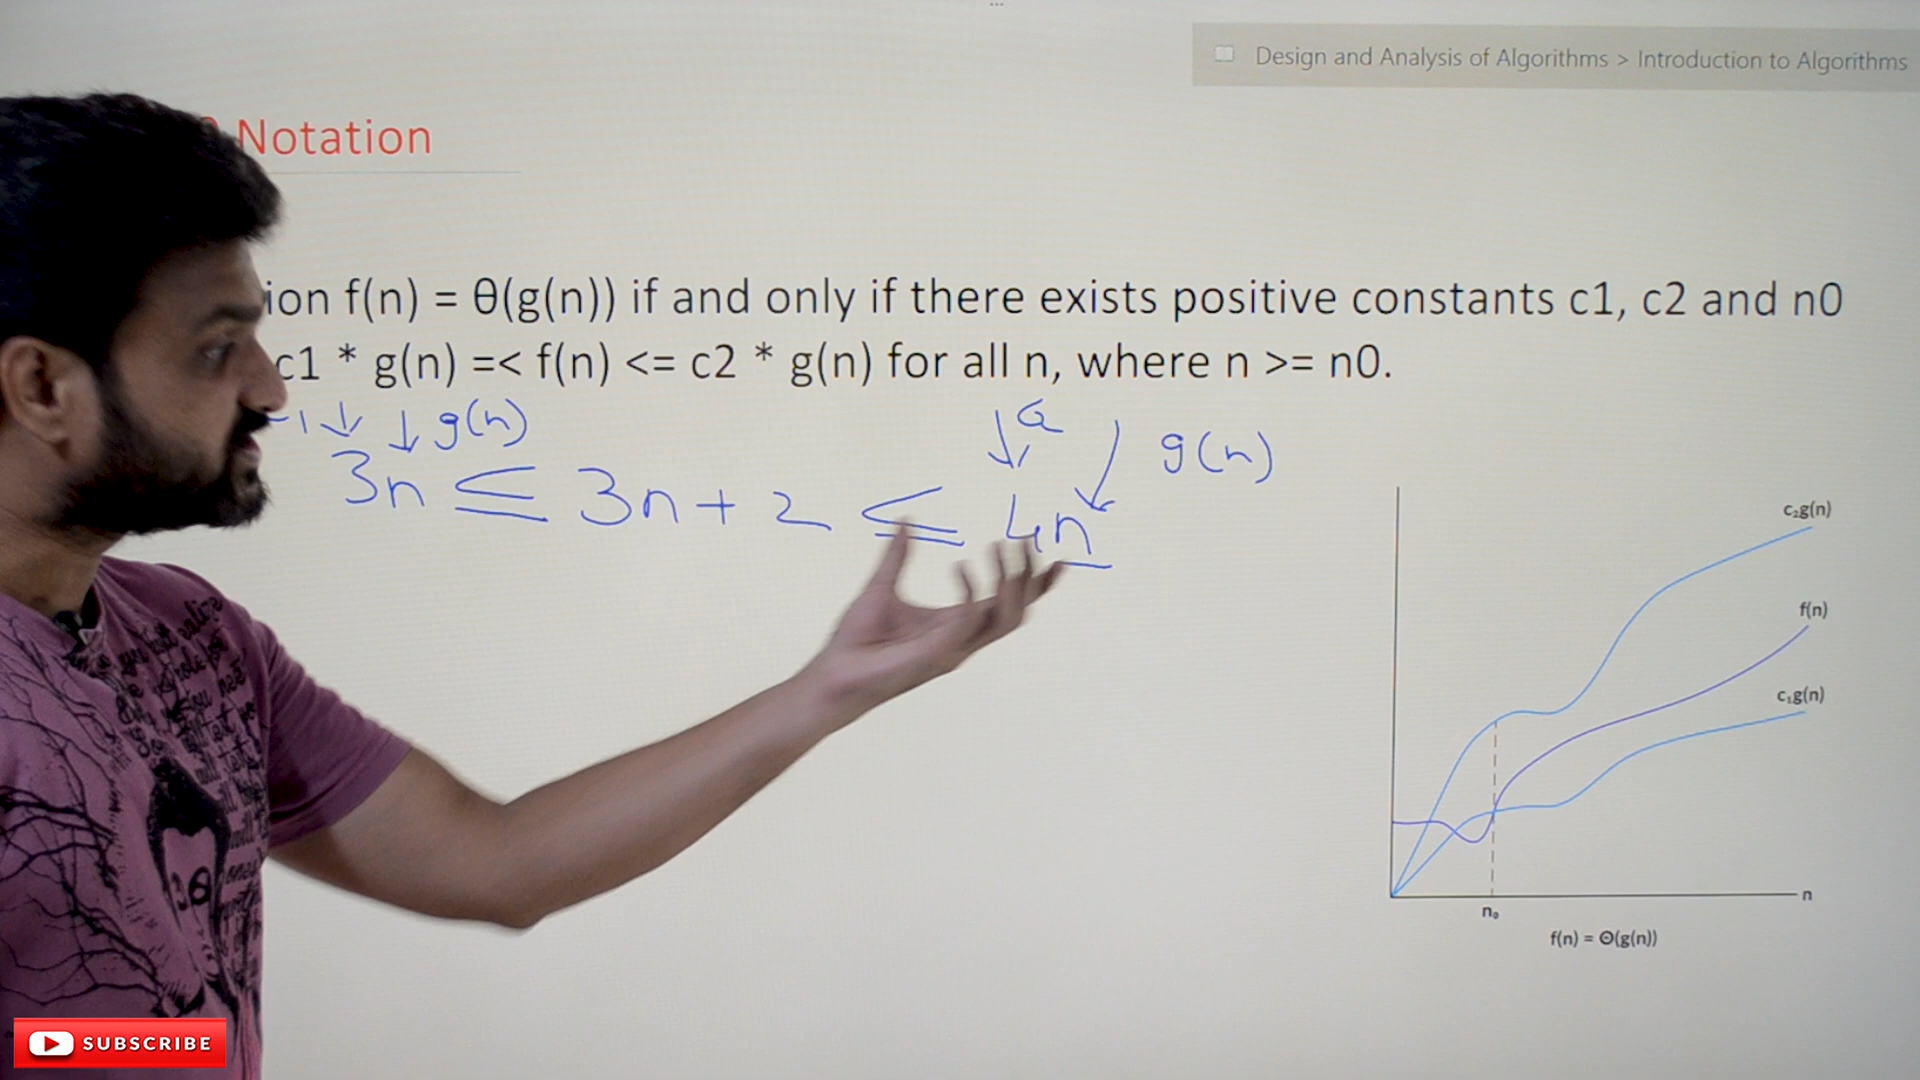 Design and Analysis of Algorithms > Introduction to Algorithms
Notation
ion f(n) = θ(g(n)) if and only if there exists positive constants c1, c2 and n0
c1 * g(n) =< f(n) <= c2 * g(n) for all n, where n >= n0.
g(n)
g(n)
3n ≤ 3n + 2 ≤ 4n
c₂g(n)
f(n)
c₁g(n)
n
n₀
f(n) = Θ(g(n))
SUBSCRIBE